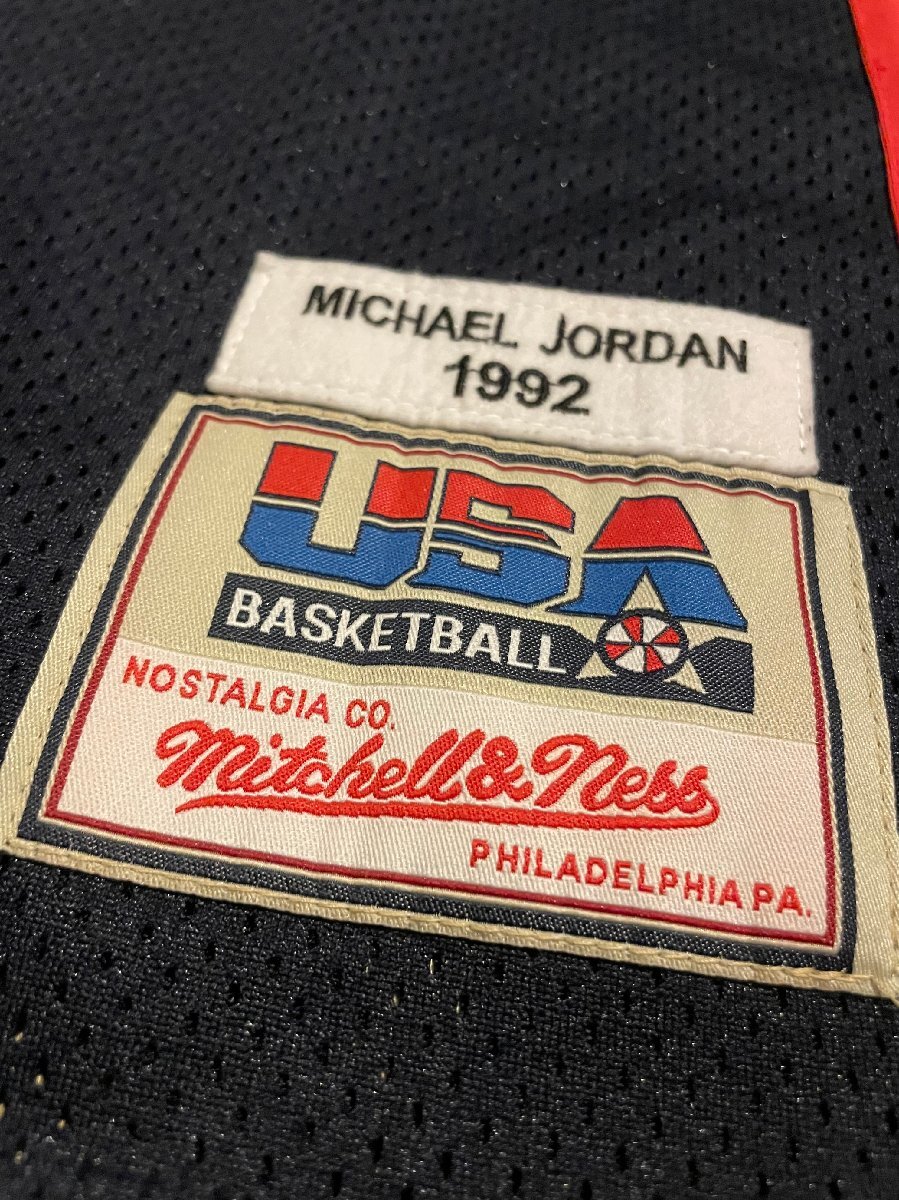 MICHAEL JORDAN
1992
USA
BASKETBALL
NOSTALGIA CO.
Mitchell & Ness
PHILADELPHIA PA.